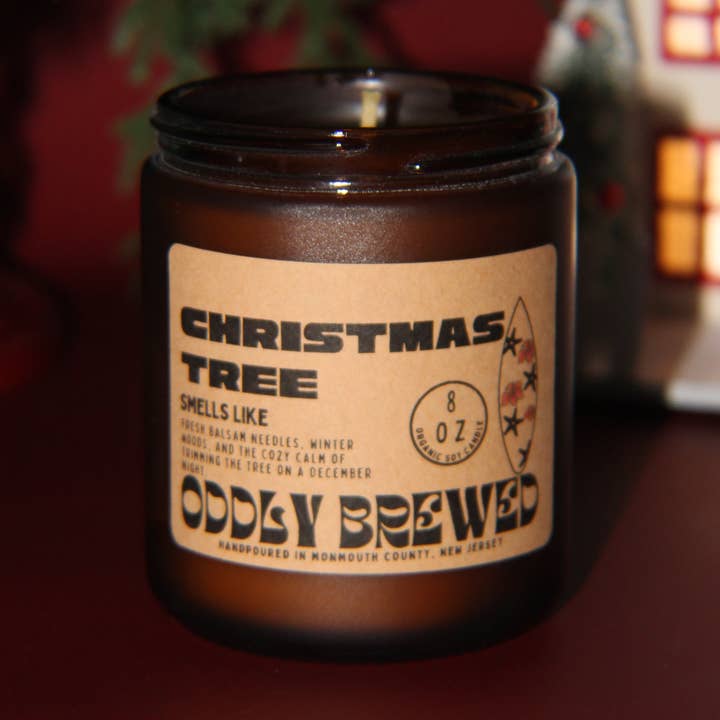 CHRISTMAS
TREE
SMELLS LIKE
FRESH BALSAM NEEDLES, WINTER
WOODS, AND THE COZY CALM OF
TRIMMING THE TREE ON A DECEMBER
NIGHT.
8
OZ
ORGANIC SOY CANDLE
ODDLY BREWED
HANDPOURED IN MONMOUTH COUNTY, NEW JERSEY